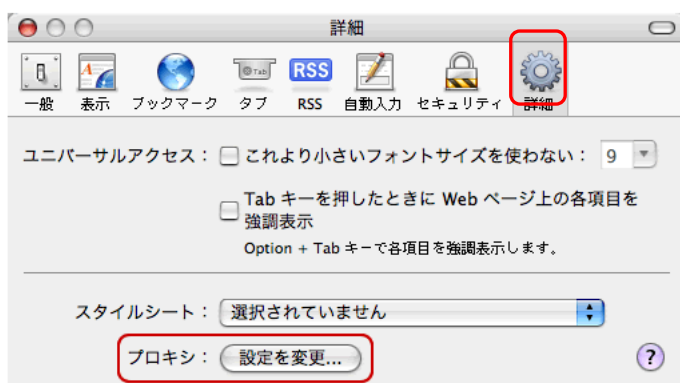 詳細
一般 表示 ブックマーク タブ RSS 自動入力 セキュリティ 詳細
ユニバーサルアクセス： これより小さいフォントサイズを使わない： 9
Tab キーを押したときに Web ページ上の各項目を
強調表示
Option + Tab キーで各項目を強調表示します。
スタイルシート： 選択されていません
プロキシ： 設定を変更... ?